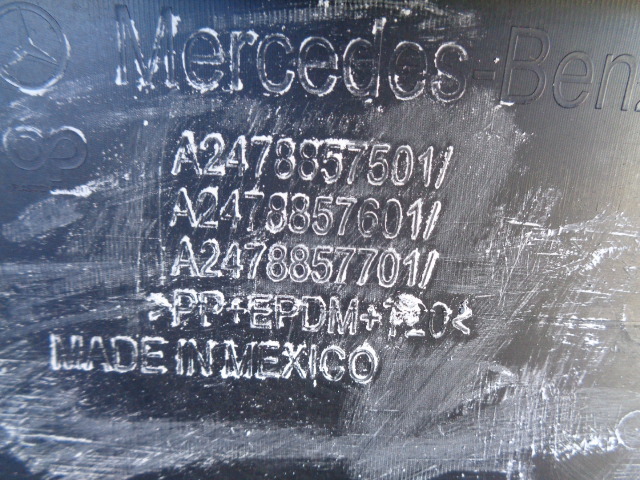 Mercedes-Benz
A2478857501/
A2478857601/
A2478857701/
>PP+EPDM+T20<
MADE IN MEXICO